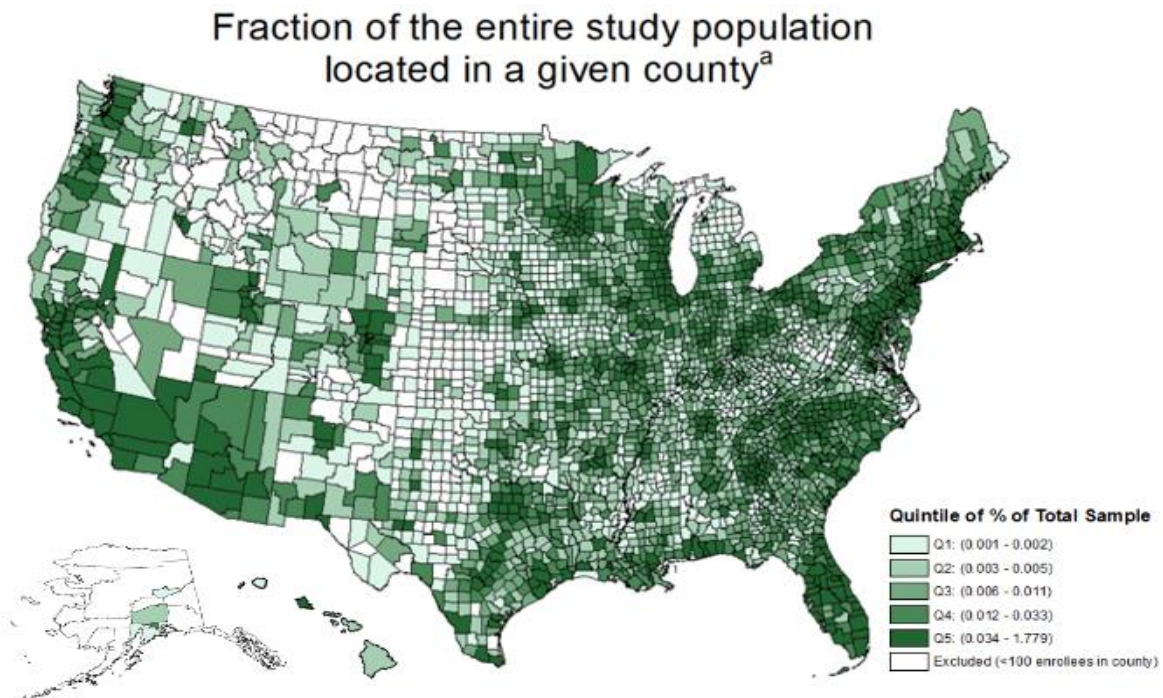 Fraction of the entire study population
located in a given countyᵃ
Quintile of % of Total Sample
Q1: (0.001 - 0.002)
Q2: (0.003 - 0.005)
Q3: (0.006 - 0.011)
Q4: (0.012 - 0.033)
Q5: (0.034 - 1.779)
Excluded (<100 enrollees in county)